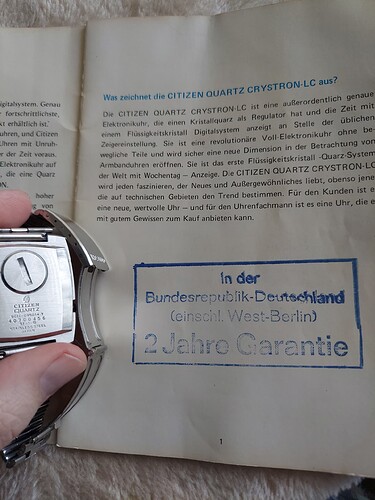 igitalsystem. Genau
fortschrittlichste,
kt erhältlich ist.
uhren, und Citizen
Uhren mit Unruh-
der Zeit voraus.
Elektronikuhr auf
, die eine Quarz
ON.
hoher
Was zeichnet die CITIZEN QUARTZ CRYSTRON-LC aus?
Die CITIZEN QUARTZ CRYSTRON-LC ist eine außerordentlich genaue
Elektronikuhr, die einen Kristallquarz als Regulator hat und die Zeit mit
einem Flüssigkeitskristall Digitalsystem anzeigt an Stelle der üblichen
Zeigereinstellung. Sie ist eine revolutionäre Voll-Elektronikuhr ohne be-
wegliche Teile und wird sicher eine neue Dimension in der Betrachtung von
Armbanduhren eröffnen. Sie ist das erste Flüssigkeitskristall -Quarz-System
der Welt mit Wochentag – Anzeige. Die CITIZEN QUARTZ CRYSTRON-LC
wird jeden faszinieren, der Neues und Außergewöhnliches liebt, ebenso jene
die auf technischen Gebieten den Trend bestimmen. Für den Kunden ist e
eine neue, wertvolle Uhr – und für den Uhrenfachmann ist es eine Uhr, die e
mit gutem Gewissen zum Kauf anbieten kann.
In der
Bundesrepublik-Deutschland
(einschl. West-Berlin)
2 Jahre Garantie
1
CITIZEN
QUARTZ